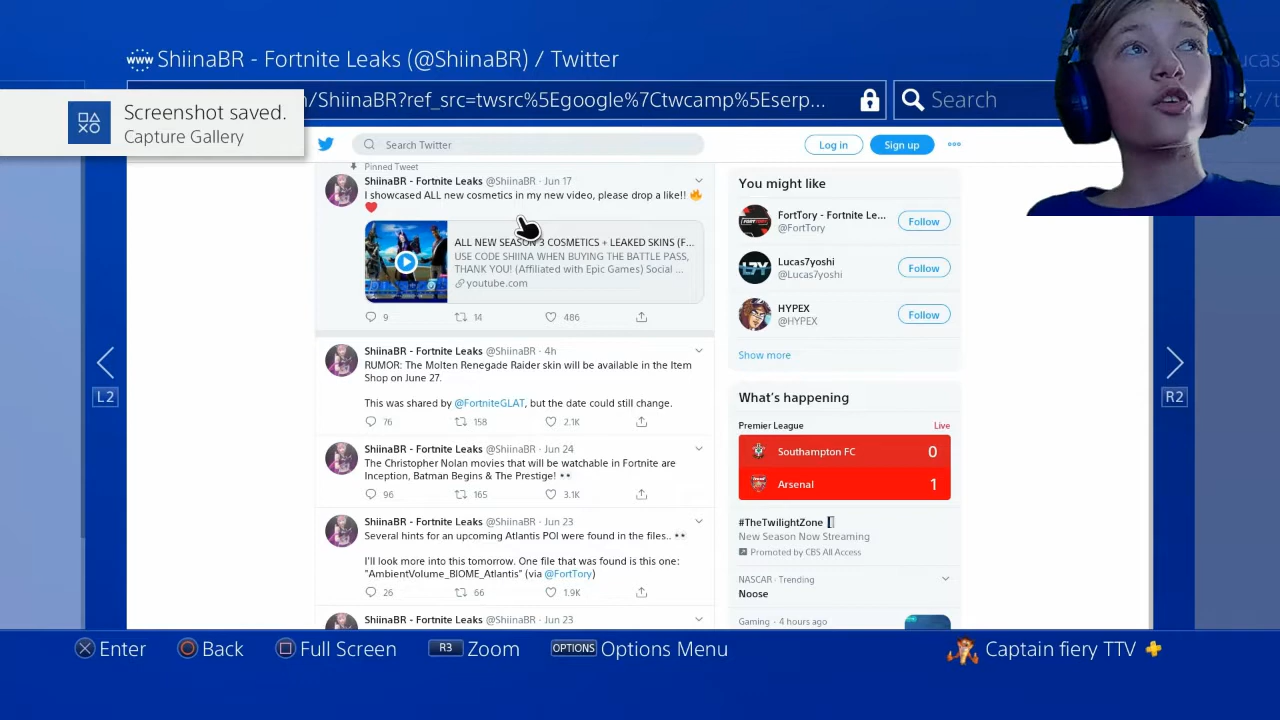 ShiinaBR - Fortnite Leaks (@ShiinaBR) / Twitter
/ShiinaBR?ref_src=twsrc%5Egoogle%7Ctwcamp%5Eserp...
Search
Screenshot saved.
Capture Gallery
Search Twitter
Log in
Sign up
Pinned Tweet
ShiinaBR - Fortnite Leaks @ShiinaBR · Jun 17
I showcased ALL new cosmetics in my new video, please drop a like!! 🔥
❤️
ALL NEW SEASON 3 COSMETICS + LEAKED SKINS (F...
USE CODE SHIINA WHEN BUYING THE BATTLE PASS,
THANK YOU! (Affiliated with Epic Games) Social ...
youtube.com
9 14 486
ShiinaBR - Fortnite Leaks @ShiinaBR · 4h
RUMOR: The Molten Renegade Raider skin will be available in the Item
Shop on June 27.
This was shared by @FortniteGLAT, but the date could still change.
76 158 2.1K
ShiinaBR - Fortnite Leaks @ShiinaBR · Jun 24
The Christopher Nolan movies that will be watchable in Fortnite are
Inception, Batman Begins & The Prestige! 👀
96 165 3.1K
ShiinaBR - Fortnite Leaks @ShiinaBR · Jun 23
Several hints for an upcoming Atlantis POI were found in the files.. 👀
I'll look more into this tomorrow. One file that was found is this one:
"AmbientVolume_BIOME_Atlantis" (via @FortTory)
26 66 1.9K
ShiinaBR - Fortnite Leaks @ShiinaBR · Jun 23
You might like
FortTory - Fortnite Le...
@FortTory
Follow
Lucas7yoshi
@Lucas7yoshi
Follow
HYPEX
@HYPEX
Follow
Show more
What's happening
Premier League Live
Southampton FC 0
Arsenal 1
#TheTwilightZone
New Season Now Streaming
Promoted by CBS All Access
NASCAR · Trending
Noose
Gaming · 4 hours ago
L2
R2
Enter Back Full Screen R3 Zoom OPTIONS Options Menu Captain fiery TTV